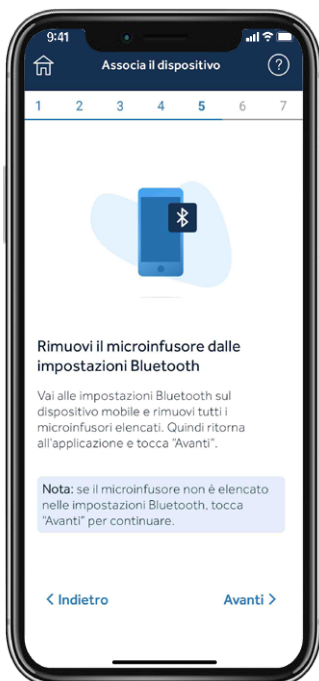 9:41
Associa il dispositivo
?
1 2 3 4 5 6 7
Rimuovi il microinfusore dalle
impostazioni Bluetooth
Vai alle impostazioni Bluetooth sul
dispositivo mobile e rimuovi tutti i
microinfusori elencati. Quindi ritorna
all'applicazione e tocca "Avanti".
Nota: se il microinfusore non è elencato
nelle impostazioni Bluetooth, tocca
"Avanti" per continuare.
< Indietro Avanti >